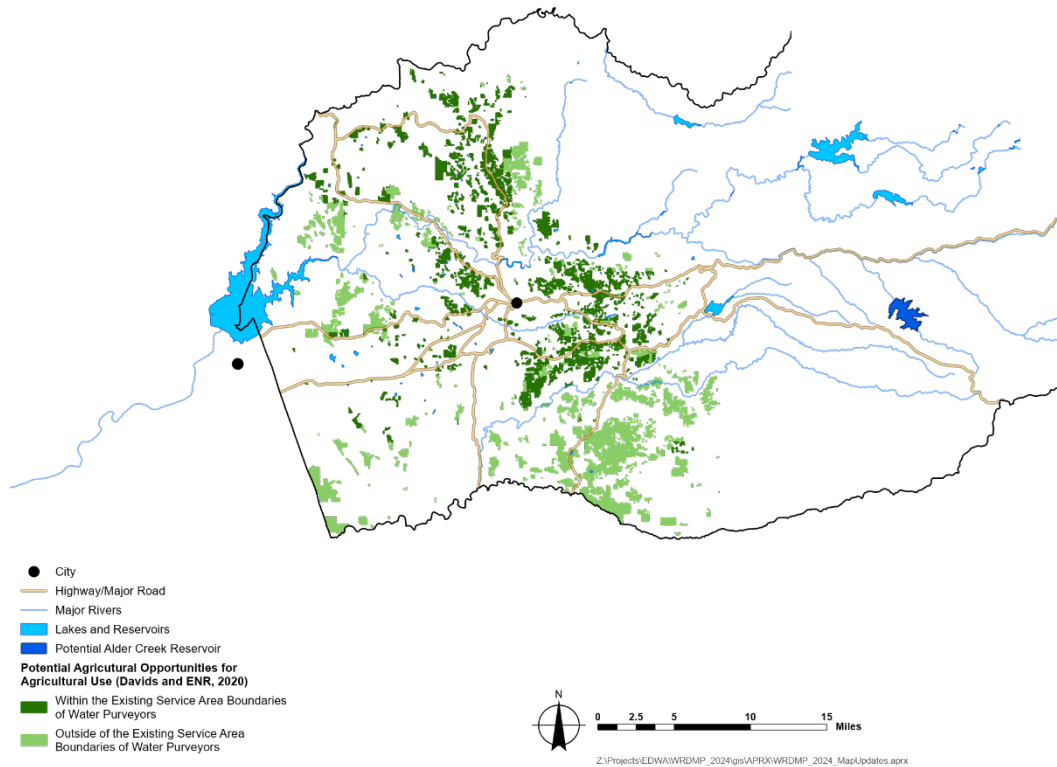 City
Highway/Major Road
Major Rivers
Lakes and Reservoirs
Potential Alder Creek Reservoir
Potential Agricutural Opportunities for
Agricultural Use (Davids and ENR, 2020)
Within the Existing Service Area Boundaries
of Water Purveyors
Outside of the Existing Service Area
Boundaries of Water Purveyors
N
0 2.5 5 10 15
Miles
Z:\Projects\EDWA\WRDMP_2024\gis\APRX\WRDMP_2024_MapUpdates.aprx